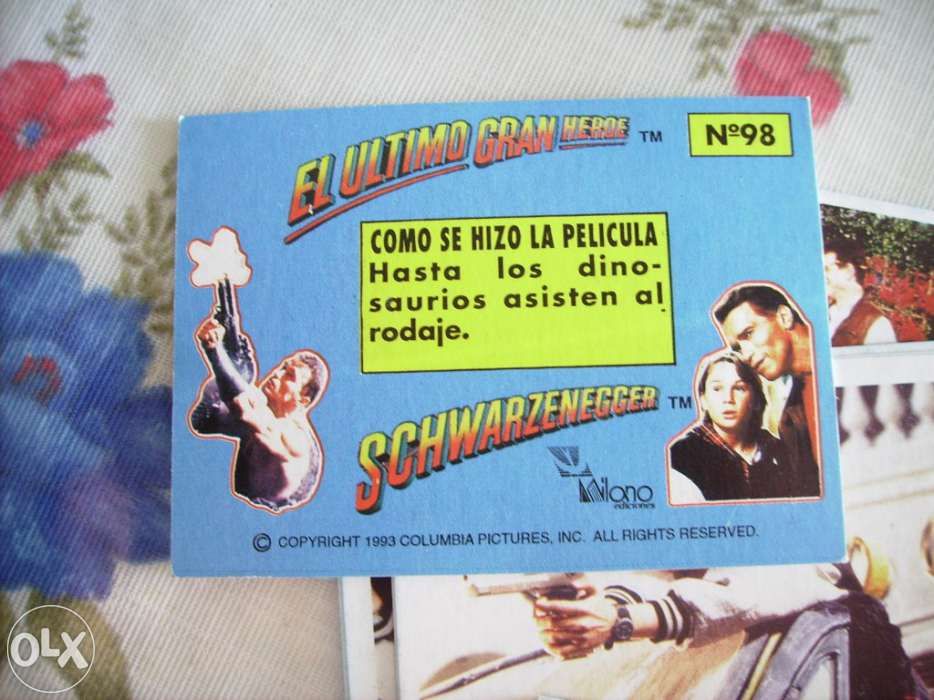 EL ULTIMO GRAN HEROE TM
Nº98
COMO SE HIZO LA PELICULA
Hasta los dino-
saurios asisten al
rodaje.
SCHWARZENEGGER TM
Milano
ediciones
© COPYRIGHT 1993 COLUMBIA PICTURES, INC. ALL RIGHTS RESERVED.
OLX